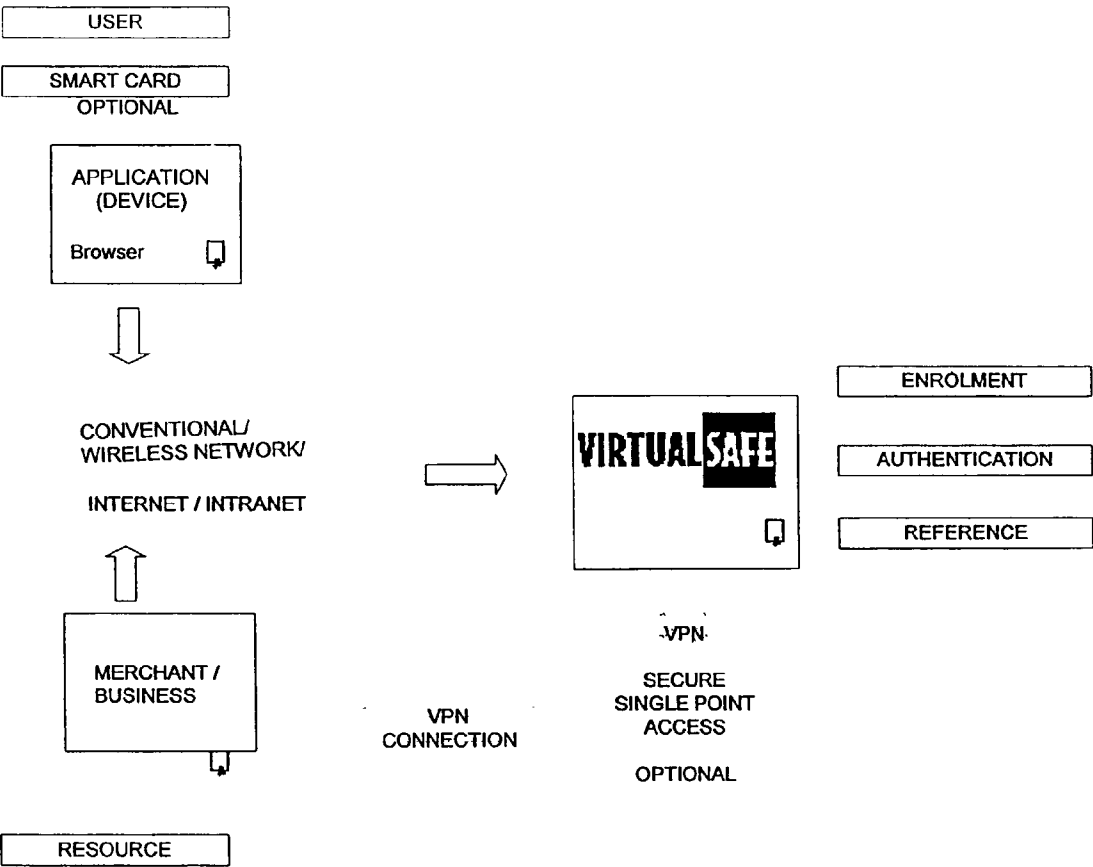 USER
SMART CARD
OPTIONAL
APPLICATION
(DEVICE)
Browser
CONVENTIONAL/
WIRELESS NETWORK/
INTERNET / INTRANET
MERCHANT /
BUSINESS
RESOURCE
VPN
CONNECTION
VIRTUALSAFE
ENROLMENT
AUTHENTICATION
REFERENCE
VPN
SECURE
SINGLE POINT
ACCESS
OPTIONAL